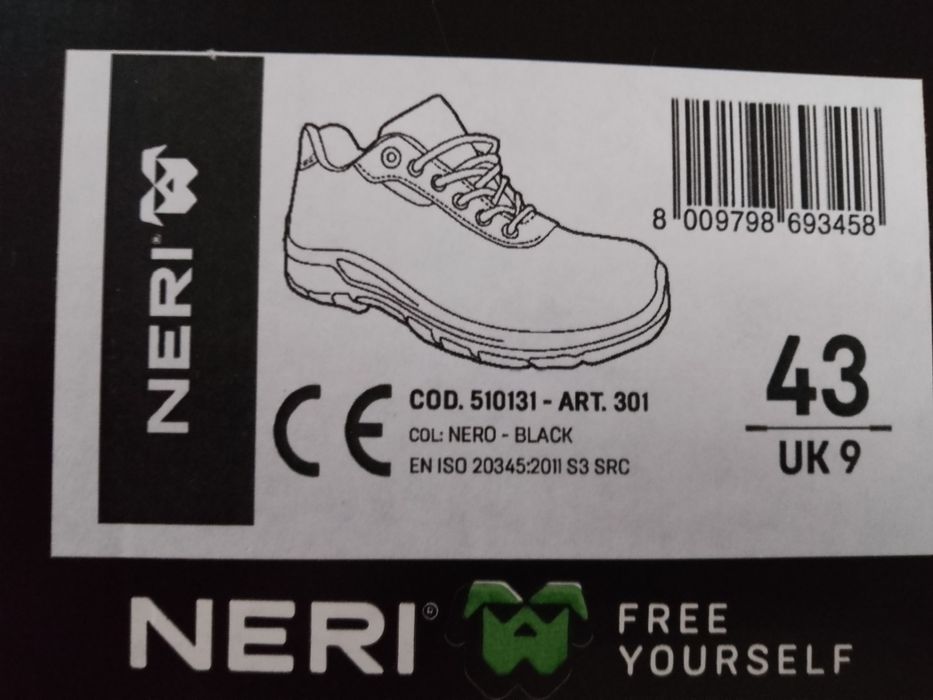 NERI
8 009798 693458
43
UK 9
CE COD. 510131 - ART. 301
COL: NERO - BLACK
EN ISO 20345:2011 S3 SRC
NERI®
FREE
YOURSELF